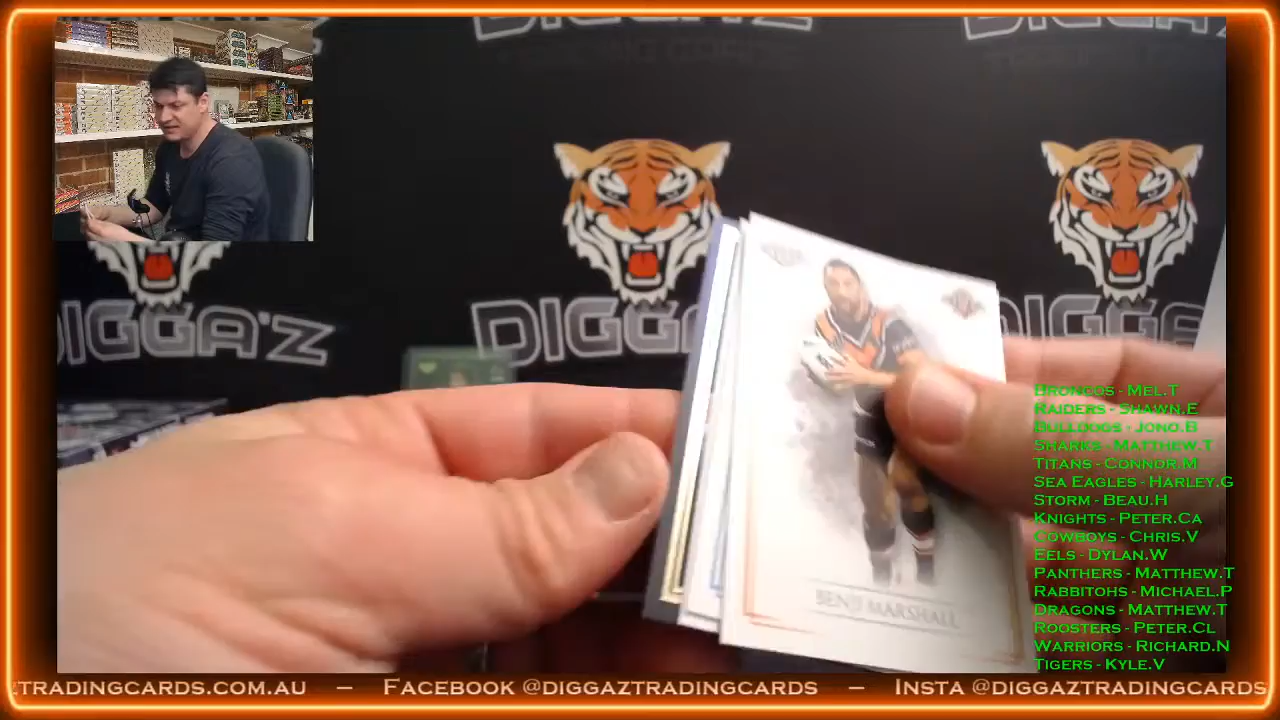 DIGGA'Z
DIGGA'Z
DIGGA'Z
BENJI MARSHALL
Broncos - Mel.T
Raiders - Shawn.E
Bulldogs - Jono.B
Sharks - Matthew.T
Titans - Connor.M
Sea Eagles - Harley.G
Storm - Beau.H
Knights - Peter.Ca
Cowboys - Chris.V
Eels - Dylan.W
Panthers - Matthew.T
Rabbitohs - Michael.P
Dragons - Matthew.T
Roosters - Peter.Cl
Warriors - Richard.N
Tigers - Kyle.V
ZTRADINGCARDS.COM.AU – Facebook @diggaztradingcards – Insta @diggaztradingcards